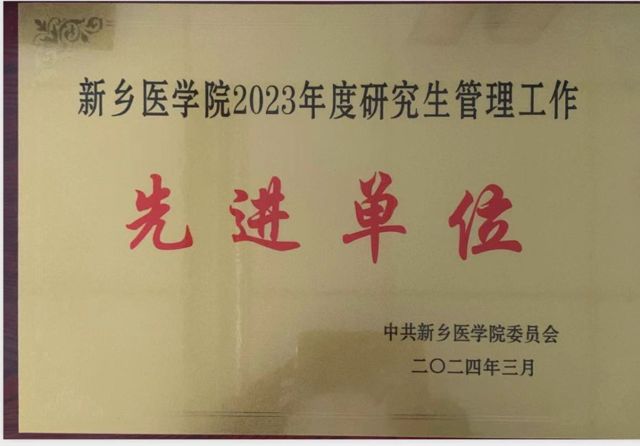 新乡医学院2023年度研究生管理工作
先进单位
中共新乡医学院委员会
二〇二四年三月